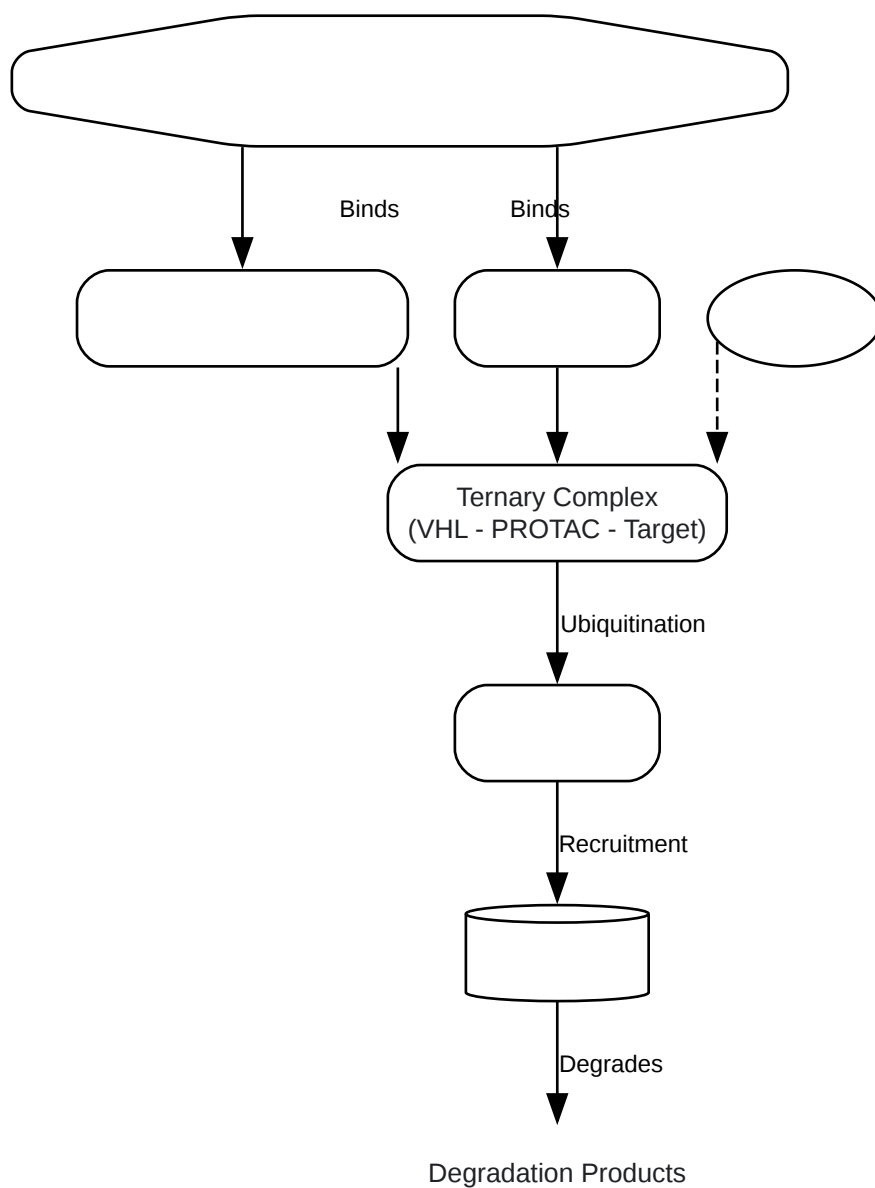 Binds
Binds
Ternary Complex
(VHL - PROTAC - Target)
Ubiquitination
Recruitment
Degrades
Degradation Products